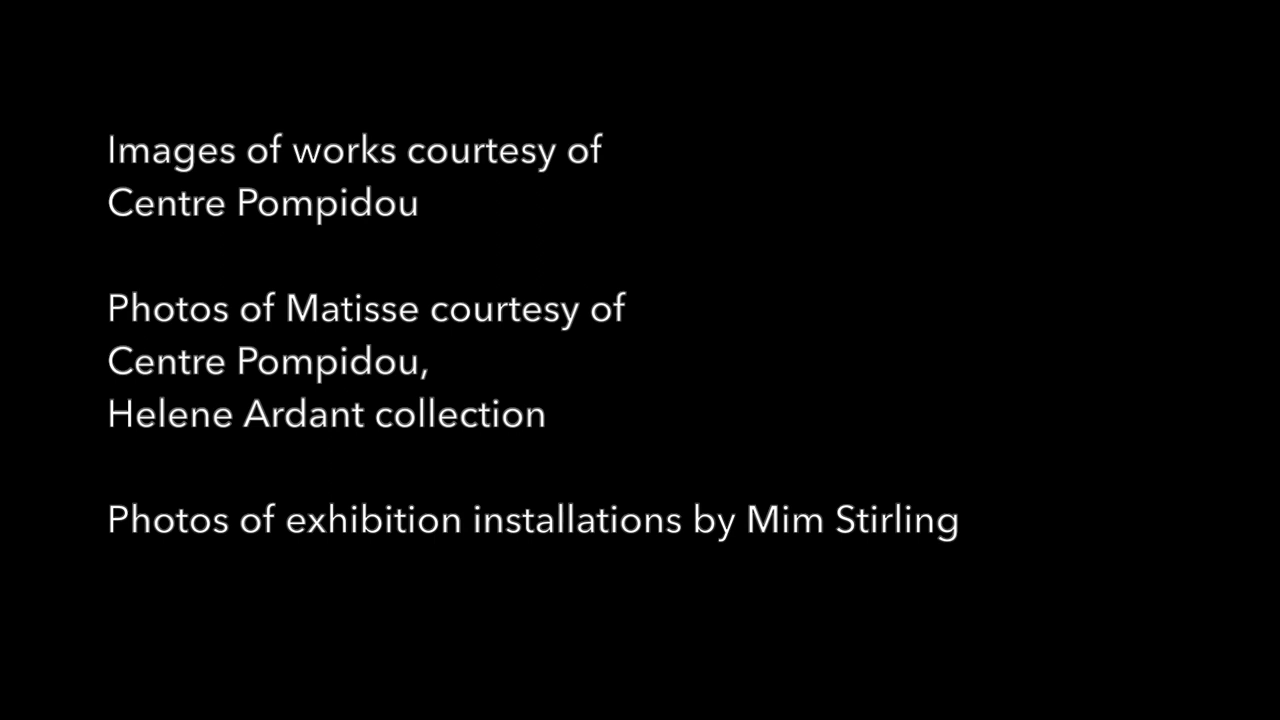 Images of works courtesy of
Centre Pompidou
Photos of Matisse courtesy of
Centre Pompidou,
Helene Ardant collection
Photos of exhibition installations by Mim Stirling